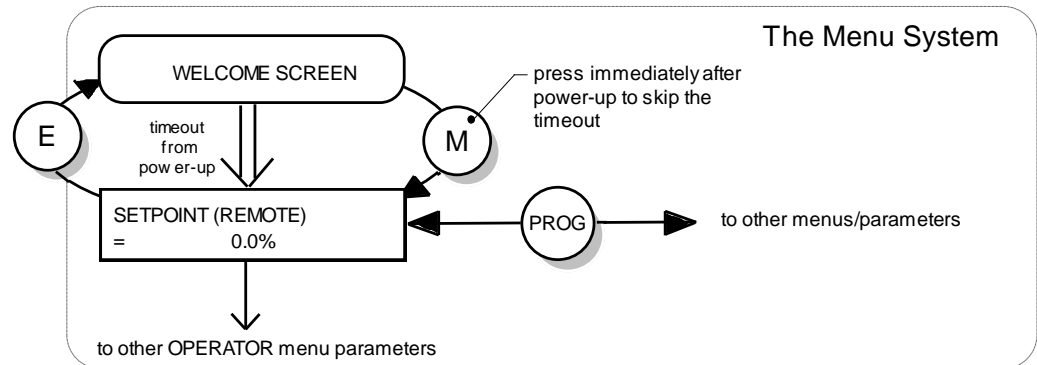 The Menu System
WELCOME SCREEN
press immediately after
power-up to skip the
timeout
E
timeout
from
power-up
M
SETPOINT (REMOTE)
= 0.0%
PROG
to other menus/parameters
to other OPERATOR menu parameters